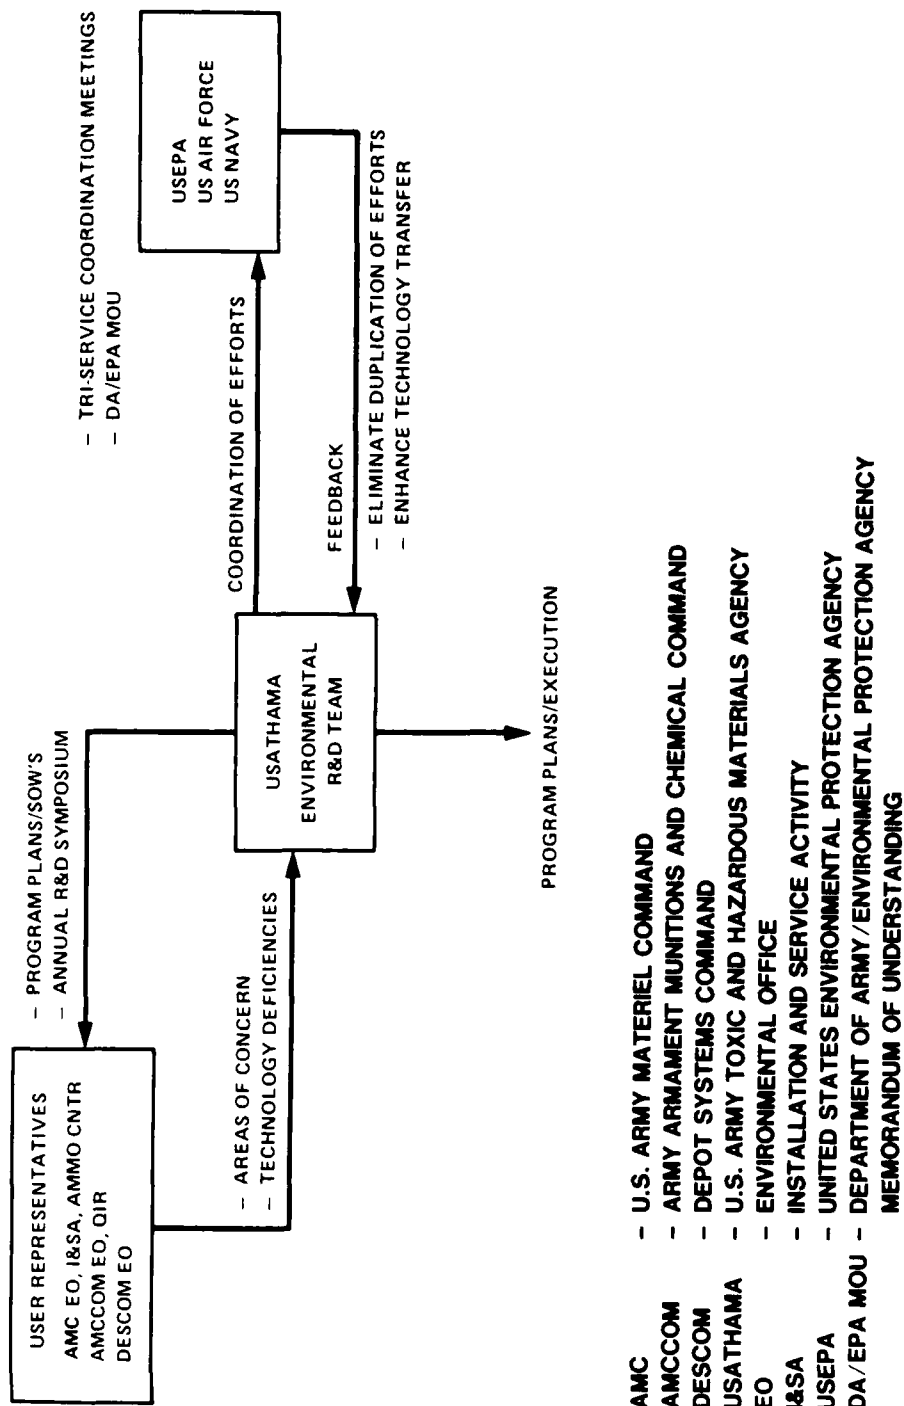 USER REPRESENTATIVES
AMC EO, I&SA, AMMO CNTR
AMCCOM EO, QIR
DESCOM EO
- PROGRAM PLANS/SOW'S
- ANNUAL R&D SYMPOSIUM
- AREAS OF CONCERN
- TECHNOLOGY DEFICIENCIES
USATHAMA
ENVIRONMENTAL
R&D TEAM
- TRI-SERVICE COORDINATION MEETINGS
- DA/EPA MOU
COORDINATION OF EFFORTS
USEPA
US AIR FORCE
US NAVY
FEEDBACK
- ELIMINATE DUPLICATION OF EFFORTS
- ENHANCE TECHNOLOGY TRANSFER
PROGRAM PLANS/EXECUTION
AMC - U.S. ARMY MATERIEL COMMAND
AMCCOM - ARMY ARMAMENT MUNITIONS AND CHEMICAL COMMAND
DESCOM - DEPOT SYSTEMS COMMAND
USATHAMA - U.S. ARMY TOXIC AND HAZARDOUS MATERIALS AGENCY
EO - ENVIRONMENTAL OFFICE
I&SA - INSTALLATION AND SERVICE ACTIVITY
USEPA - UNITED STATES ENVIRONMENTAL PROTECTION AGENCY
DA/EPA MOU - DEPARTMENT OF ARMY/ENVIRONMENTAL PROTECTION AGENCY
MEMORANDUM OF UNDERSTANDING